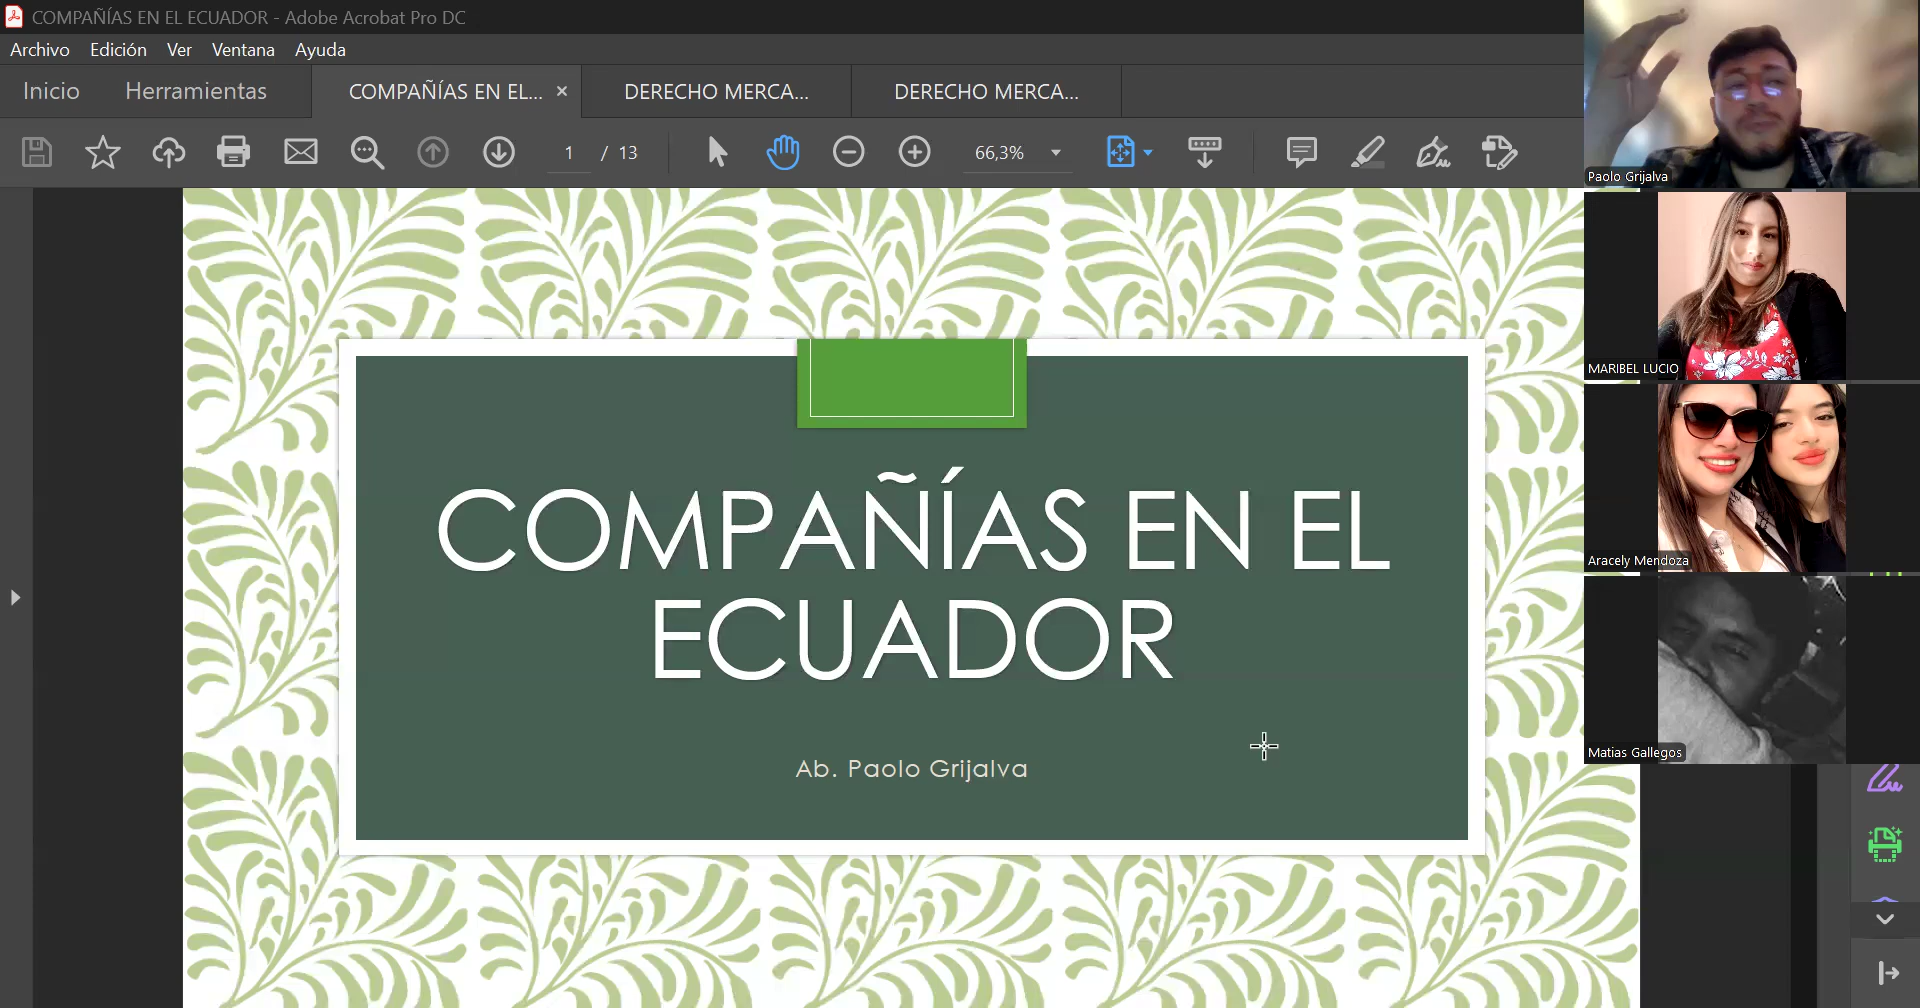 COMPAÑÍAS EN EL ECUADOR - Adobe Acrobat Pro DC
Archivo Edición Ver Ventana Ayuda
Inicio Herramientas COMPAÑÍAS EN EL... × DERECHO MERCA... DERECHO MERCA...
1 / 13 66,3%
Paolo Grijalva
MARIBEL LUCIO
Aracely Mendoza
Matias Gallegos
COMPAÑÍAS EN EL
ECUADOR
Ab. Paolo Grijalva